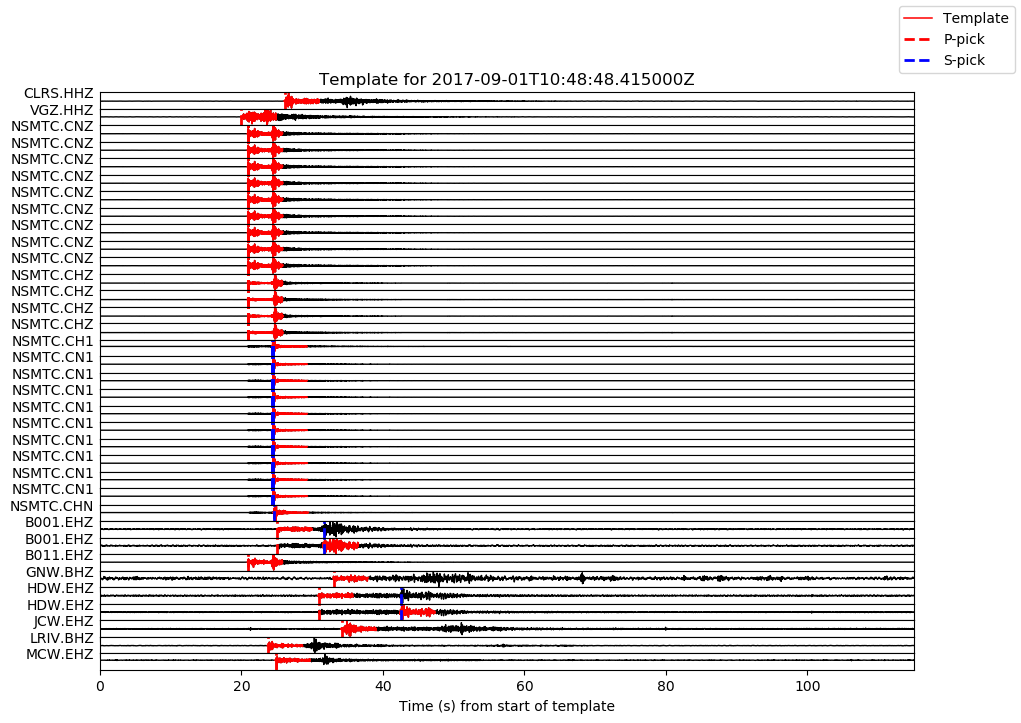 Template
P-pick
S-pick
Template for 2017-09-01T10:48:48.415000Z
CLRS.HHZ
VGZ.HHZ
NSMTC.CNZ
NSMTC.CNZ
NSMTC.CNZ
NSMTC.CNZ
NSMTC.CNZ
NSMTC.CNZ
NSMTC.CNZ
NSMTC.CNZ
NSMTC.CNZ
NSMTC.CHZ
NSMTC.CHZ
NSMTC.CHZ
NSMTC.CHZ
NSMTC.CH1
NSMTC.CN1
NSMTC.CN1
NSMTC.CN1
NSMTC.CN1
NSMTC.CN1
NSMTC.CN1
NSMTC.CN1
NSMTC.CN1
NSMTC.CN1
NSMTC.CHN
B001.EHZ
B001.EHZ
B011.EHZ
GNW.BHZ
HDW.EHZ
HDW.EHZ
JCW.EHZ
LRIV.BHZ
MCW.EHZ
0 20 40 60 80 100
Time (s) from start of template